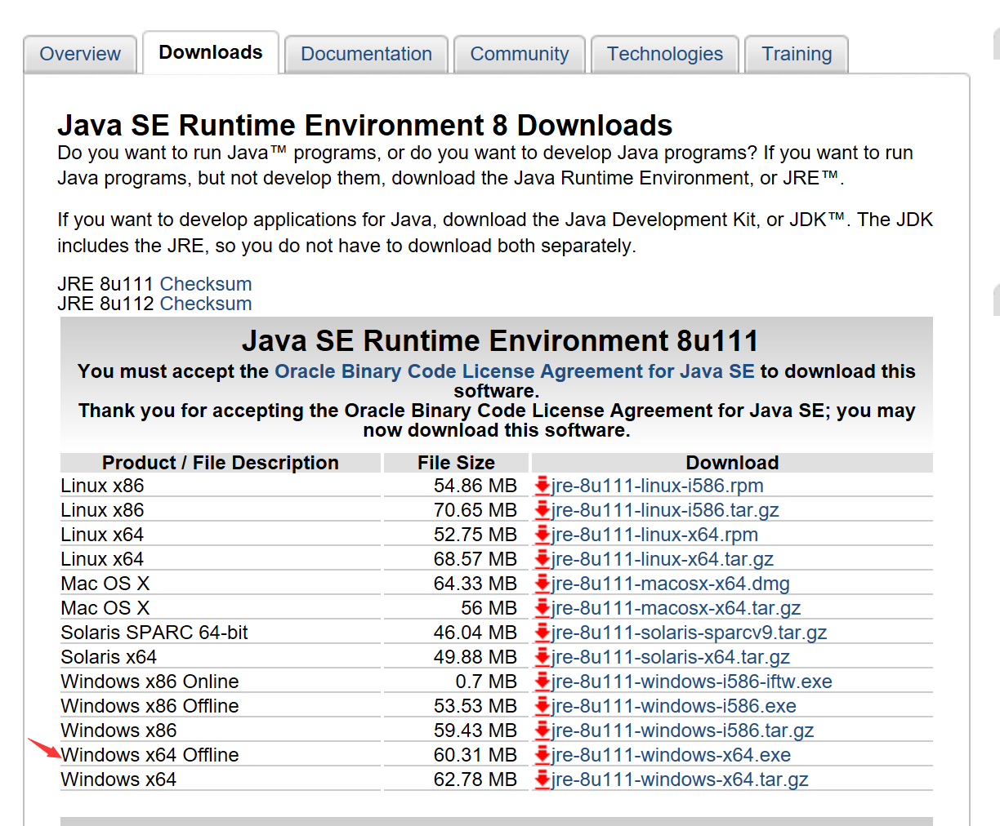 Overview Downloads Documentation Community Technologies Training
Java SE Runtime Environment 8 Downloads
Do you want to run Java™ programs, or do you want to develop Java programs? If you want to run
Java programs, but not develop them, download the Java Runtime Environment, or JRE™.
If you want to develop applications for Java, download the Java Development Kit, or JDK™. The JDK
includes the JRE, so you do not have to download both separately.
JRE 8u111 Checksum
JRE 8u112 Checksum
Java SE Runtime Environment 8u111
You must accept the Oracle Binary Code License Agreement for Java SE to download this
software.
Thank you for accepting the Oracle Binary Code License Agreement for Java SE; you may
now download this software.
Product / File Description File Size Download
Linux x86 54.86 MB jre-8u111-linux-i586.rpm
Linux x86 70.65 MB jre-8u111-linux-i586.tar.gz
Linux x64 52.75 MB jre-8u111-linux-x64.rpm
Linux x64 68.57 MB jre-8u111-linux-x64.tar.gz
Mac OS X 64.33 MB jre-8u111-macosx-x64.dmg
Mac OS X 56 MB jre-8u111-macosx-x64.tar.gz
Solaris SPARC 64-bit 46.04 MB jre-8u111-solaris-sparcv9.tar.gz
Solaris x64 49.88 MB jre-8u111-solaris-x64.tar.gz
Windows x86 Online 0.7 MB jre-8u111-windows-i586-iftw.exe
Windows x86 Offline 53.53 MB jre-8u111-windows-i586.exe
Windows x86 59.43 MB jre-8u111-windows-i586.tar.gz
Windows x64 Offline 60.31 MB jre-8u111-windows-x64.exe
Windows x64 62.78 MB jre-8u111-windows-x64.tar.gz